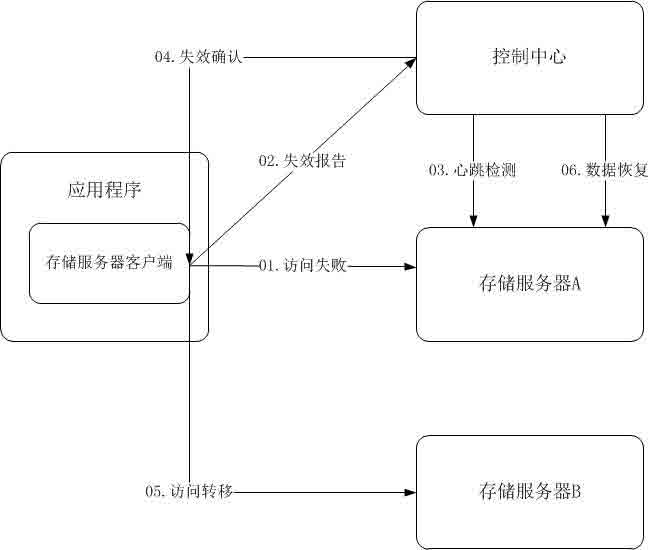 04.失效确认
控制中心
02.失效报告
03.心跳检测
06.数据恢复
应用程序
存储服务器客户端
01.访问失败
存储服务器A
05.访问转移
存储服务器B